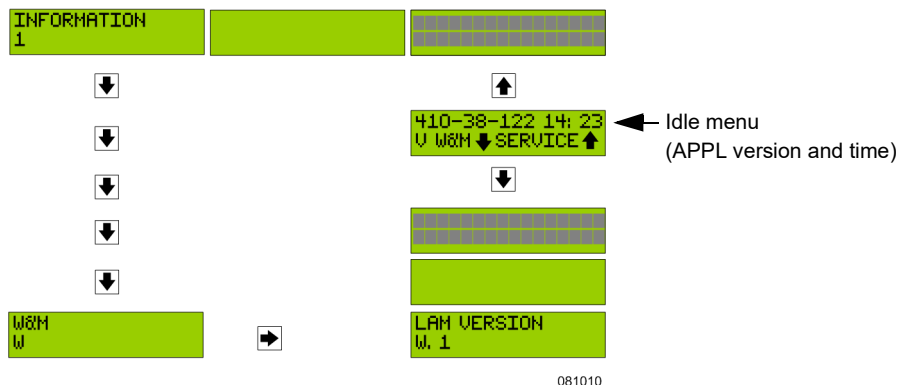 INFORMATION
1
410-38-122 14: 23
V W&M SERVICE
Idle menu
(APPL version and time)
W&M
W
LAM VERSION
W. 1
081010